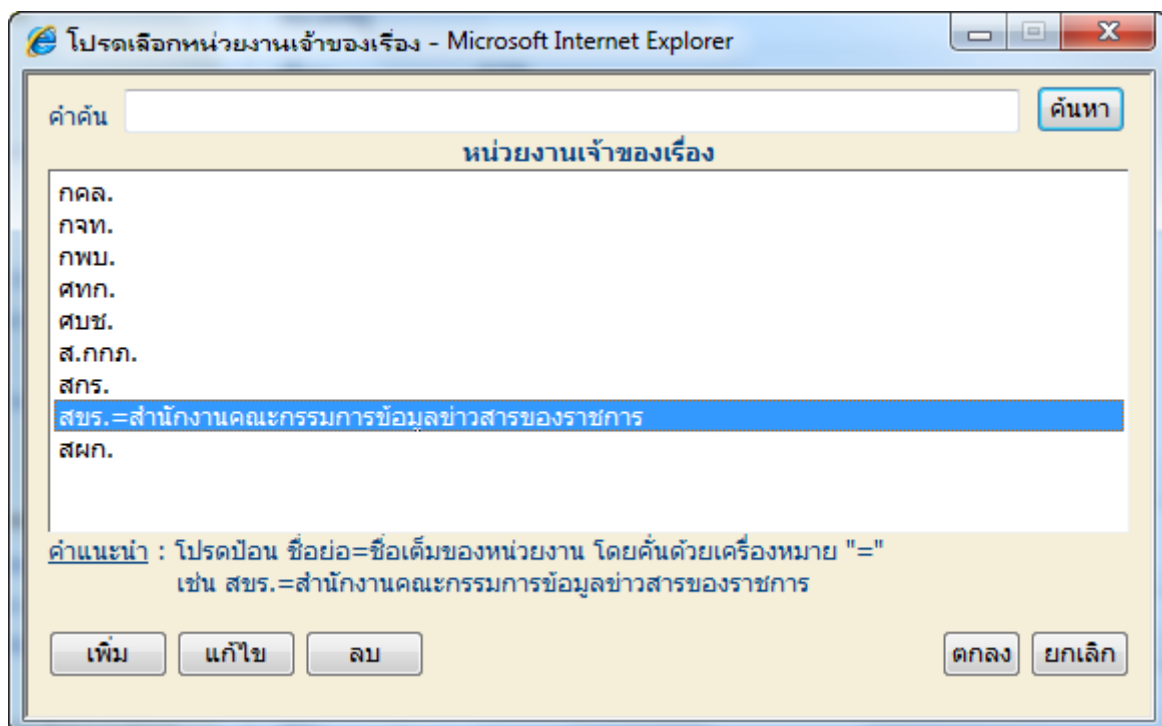 โปรดเลือกหน่วยงานเจ้าของเรื่อง - Microsoft Internet Explorer
คำค้น ค้นหา
หน่วยงานเจ้าของเรื่อง
กคล.
กจท.
กพบ.
ศทก.
ศบช.
ส.กกภ.
สกร.
สขร.=สำนักงานคณะกรรมการข้อมูลข่าวสารของราชการ
สผก.
คำแนะนำ : โปรดป้อน ชื่อย่อ=ชื่อเต็มของหน่วยงาน โดยคั่นด้วยเครื่องหมาย "="
เช่น สขร.=สำนักงานคณะกรรมการข้อมูลข่าวสารของราชการ
เพิ่ม แก้ไข ลบ ตกลง ยกเลิก